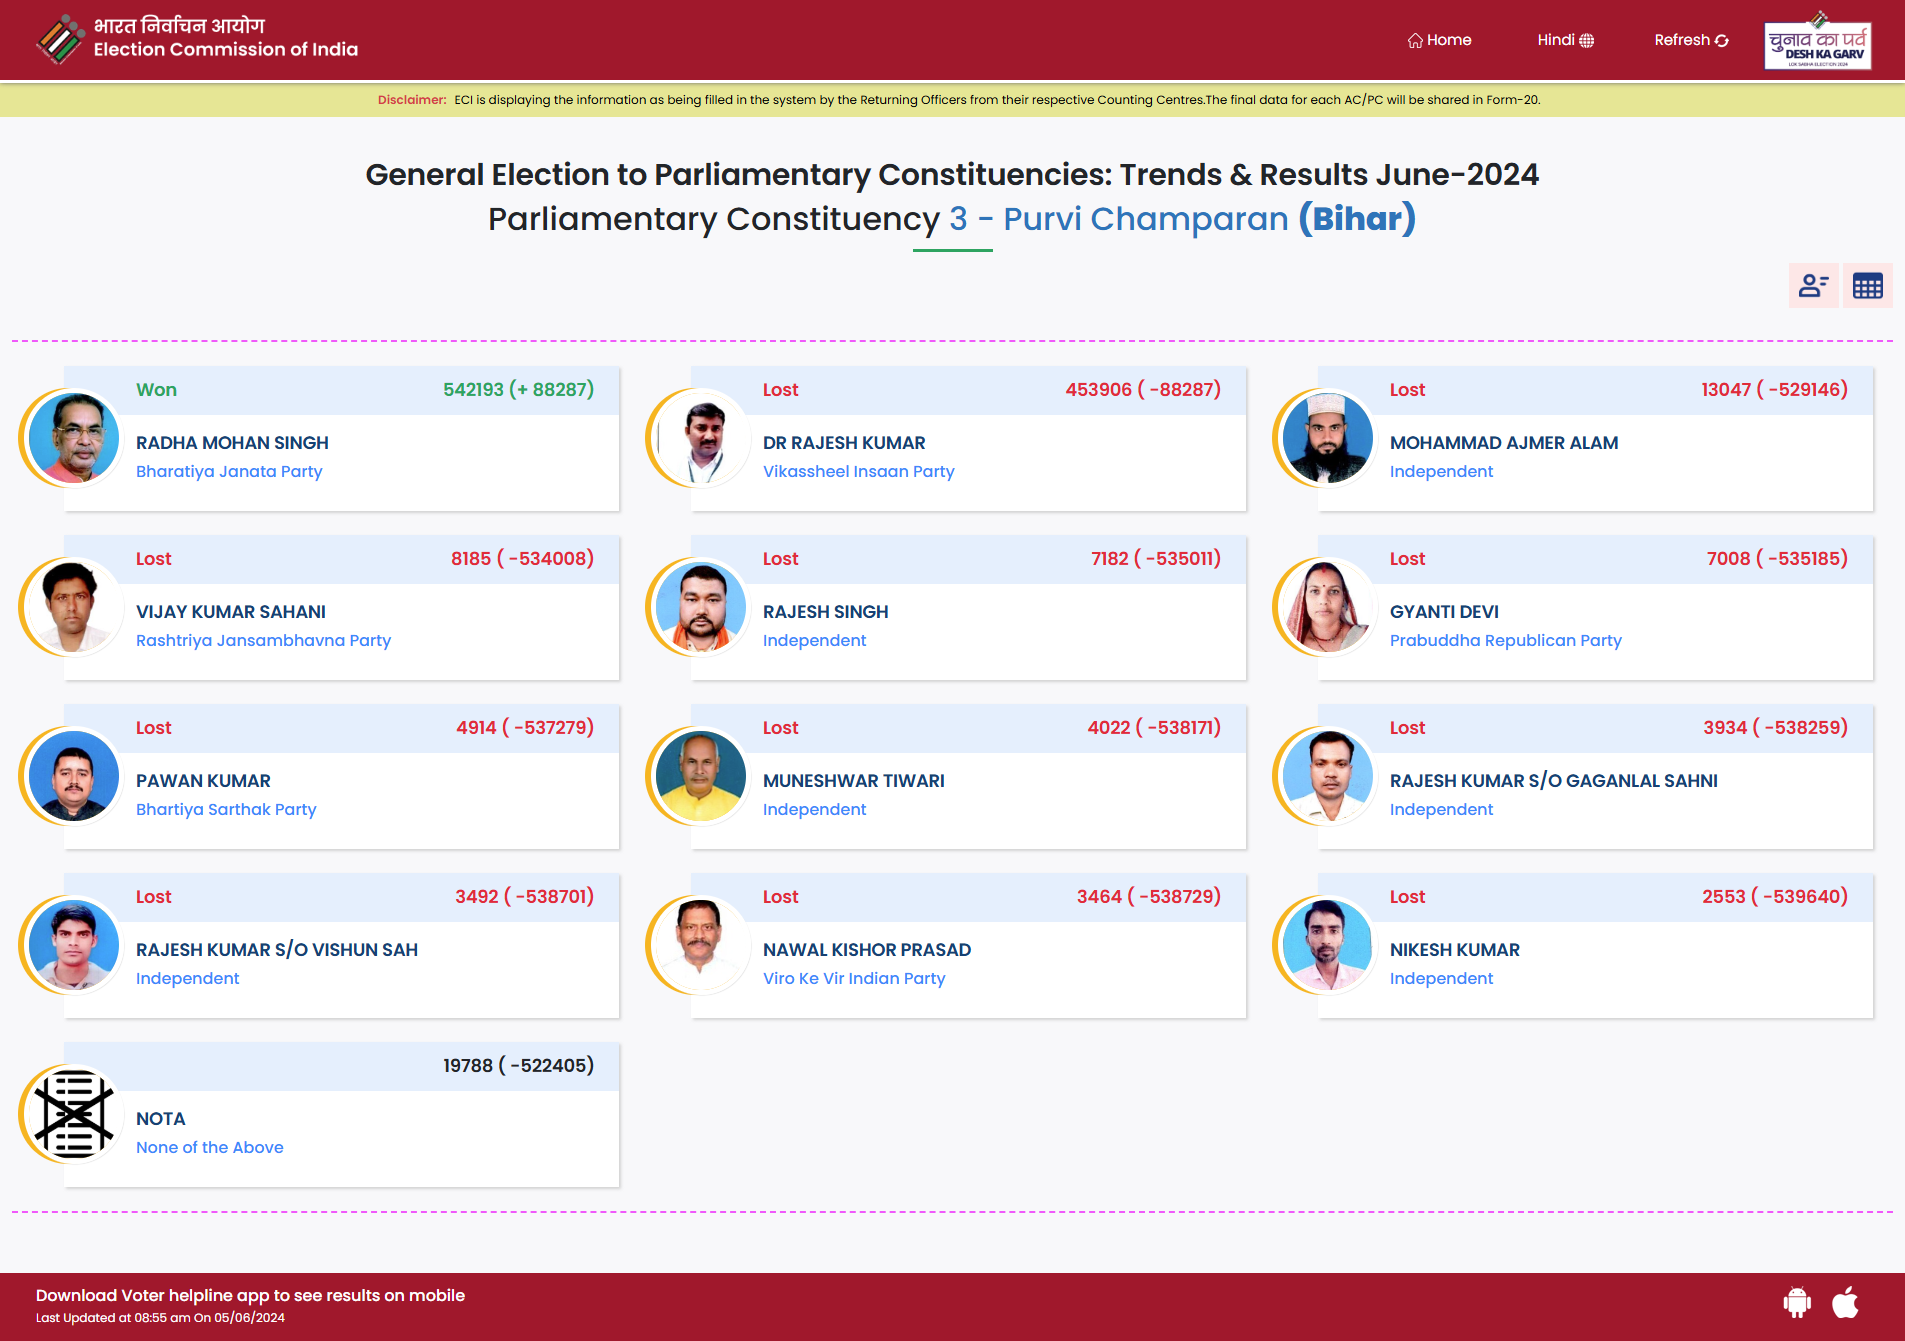 भारत निर्वाचन आयोग
Election Commission of India
Home
Hindi
Refresh
चुनाव का पर्व
DESH KA GARV
LOK SABHA ELECTION 2024
Disclaimer: ECI is displaying the information as being filled in the system by the Returning Officers from their respective Counting Centres.The final data for each AC/PC will be shared in Form-20.
General Election to Parliamentary Constituencies: Trends & Results June-2024
Parliamentary Constituency 3 - Purvi Champaran (Bihar)
Won 542193 (+ 88287)
RADHA MOHAN SINGH
Bharatiya Janata Party
Lost 453906 ( -88287)
DR RAJESH KUMAR
Vikassheel Insaan Party
Lost 13047 ( -529146)
MOHAMMAD AJMER ALAM
Independent
Lost 8185 ( -534008)
VIJAY KUMAR SAHANI
Rashtriya Jansambhavna Party
Lost 7182 ( -535011)
RAJESH SINGH
Independent
Lost 7008 ( -535185)
GYANTI DEVI
Prabuddha Republican Party
Lost 4914 ( -537279)
PAWAN KUMAR
Bhartiya Sarthak Party
Lost 4022 ( -538171)
MUNESHWAR TIWARI
Independent
Lost 3934 ( -538259)
RAJESH KUMAR S/O GAGANLAL SAHNI
Independent
Lost 3492 ( -538701)
RAJESH KUMAR S/O VISHUN SAH
Independent
Lost 3464 ( -538729)
NAWAL KISHOR PRASAD
Viro Ke Vir Indian Party
Lost 2553 ( -539640)
NIKESH KUMAR
Independent
19788 ( -522405)
NOTA
None of the Above
Download Voter helpline app to see results on mobile
Last Updated at 08:55 am On 05/06/2024